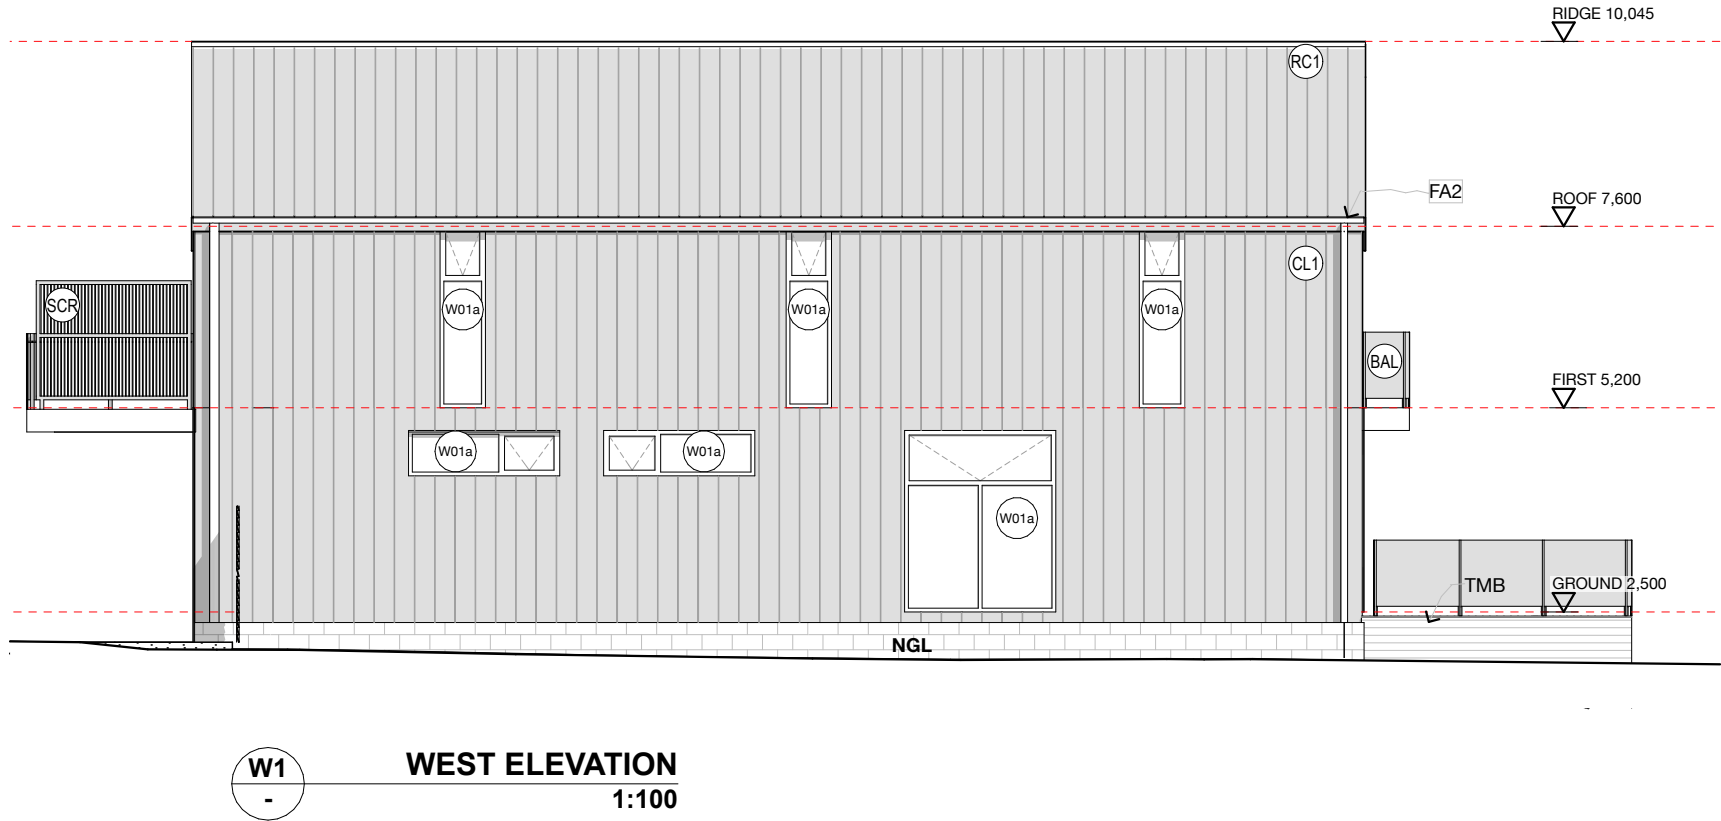 RIDGE 10,045
RC1
FA2
ROOF 7,600
CL1
SCR
W01a
W01a
W01a
BAL
FIRST 5,200
W01a
W01a
W01a
TMB
GROUND 2,500
NGL
W1
-
WEST ELEVATION
1:100